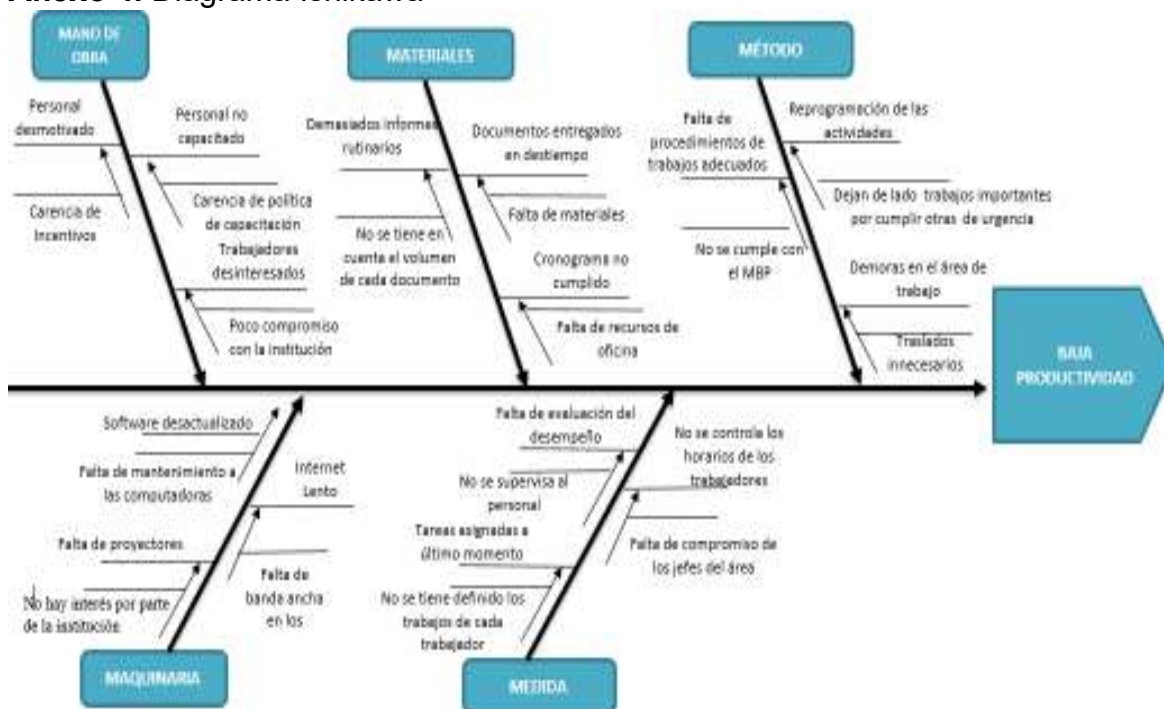 Anexo 4. Diagrama Ishikawa
MANO DE
OBRA
MATERIALES
MÉTODO
Personal
desmotivado
Personal no
capacitado
Carencia de
Incentivos
Carencia de política
de capacitación
Trabajadores
desinteresados
Poco compromiso
con la institución
Demasiados informes
rutinarios
Documentos entregados
en destiempo
No se tiene en
cuenta el volumen
de cada documento
Falta de materiales
Cronograma no
cumplido
Falta de recursos de
oficina
Falta de
procedimientos de
trabajos adecuados
Reprogramación de las
actividades
No se cumple con
el MBP
Dejan de lado trabajos importantes
por cumplir otras de urgencia
Demoras en el área de
trabajo
Traslados
innecesarios
BAJA
PRODUCTIVIDAD
Software desactualizado
Falta de mantenimiento a
las computadoras
Internet
Lento
Falta de proyectores
Falta de
banda ancha
en los
No hay interés por parte
de la institución
Falta de evaluación del
desempeño
No se controla los
horarios de los
trabajadores
No se supervisa al
personal
Tareas asignadas a
último momento
Falta de compromiso de
los jefes del área
No se tiene definido los
trabajos de cada
trabajador
MAQUINARIA
MEDIDA